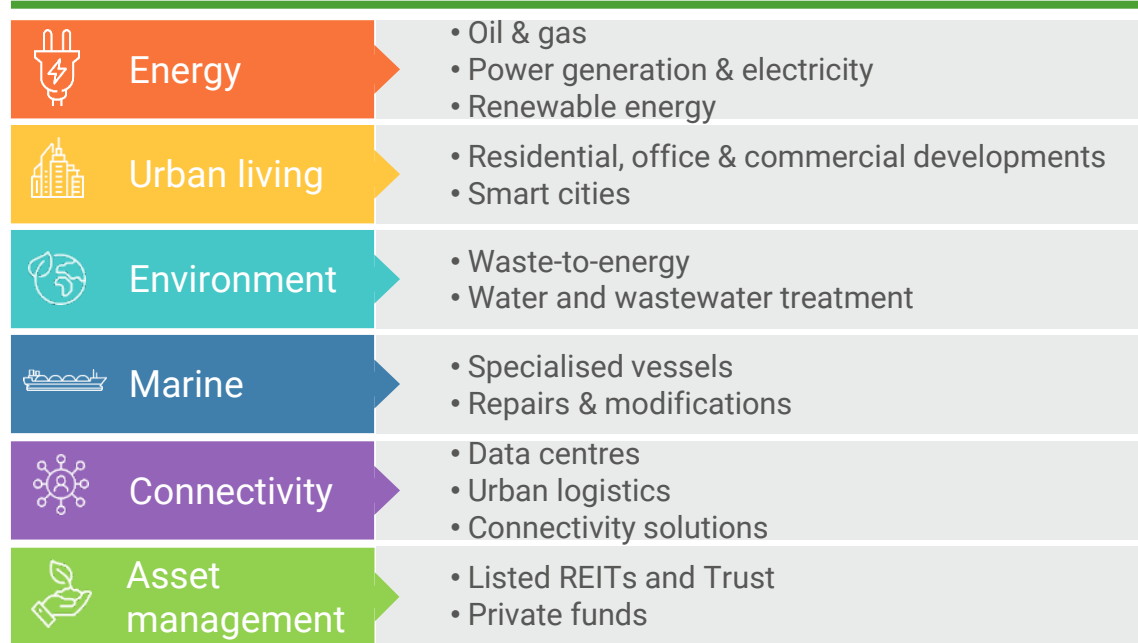 Energy
• Oil & gas
• Power generation & electricity
• Renewable energy
Urban living
• Residential, office & commercial developments
• Smart cities
Environment
• Waste-to-energy
• Water and wastewater treatment
Marine
• Specialised vessels
• Repairs & modifications
Connectivity
• Data centres
• Urban logistics
• Connectivity solutions
Asset
management
• Listed REITs and Trust
• Private funds